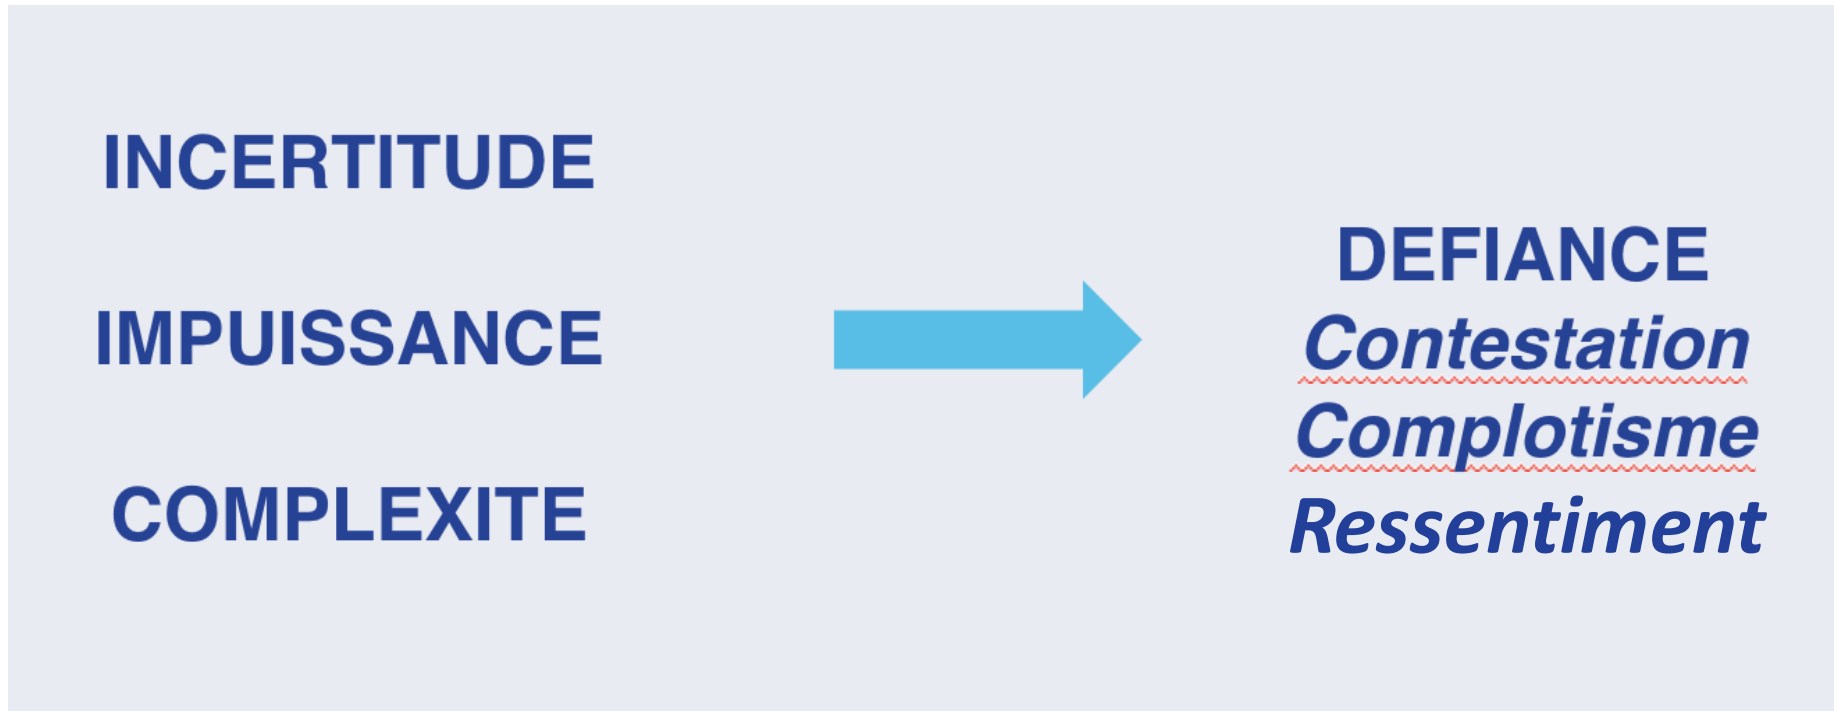 INCERTITUDE
IMPUISSANCE
COMPLEXITE
DEFIANCE
Contestation
Complotisme
Ressentiment